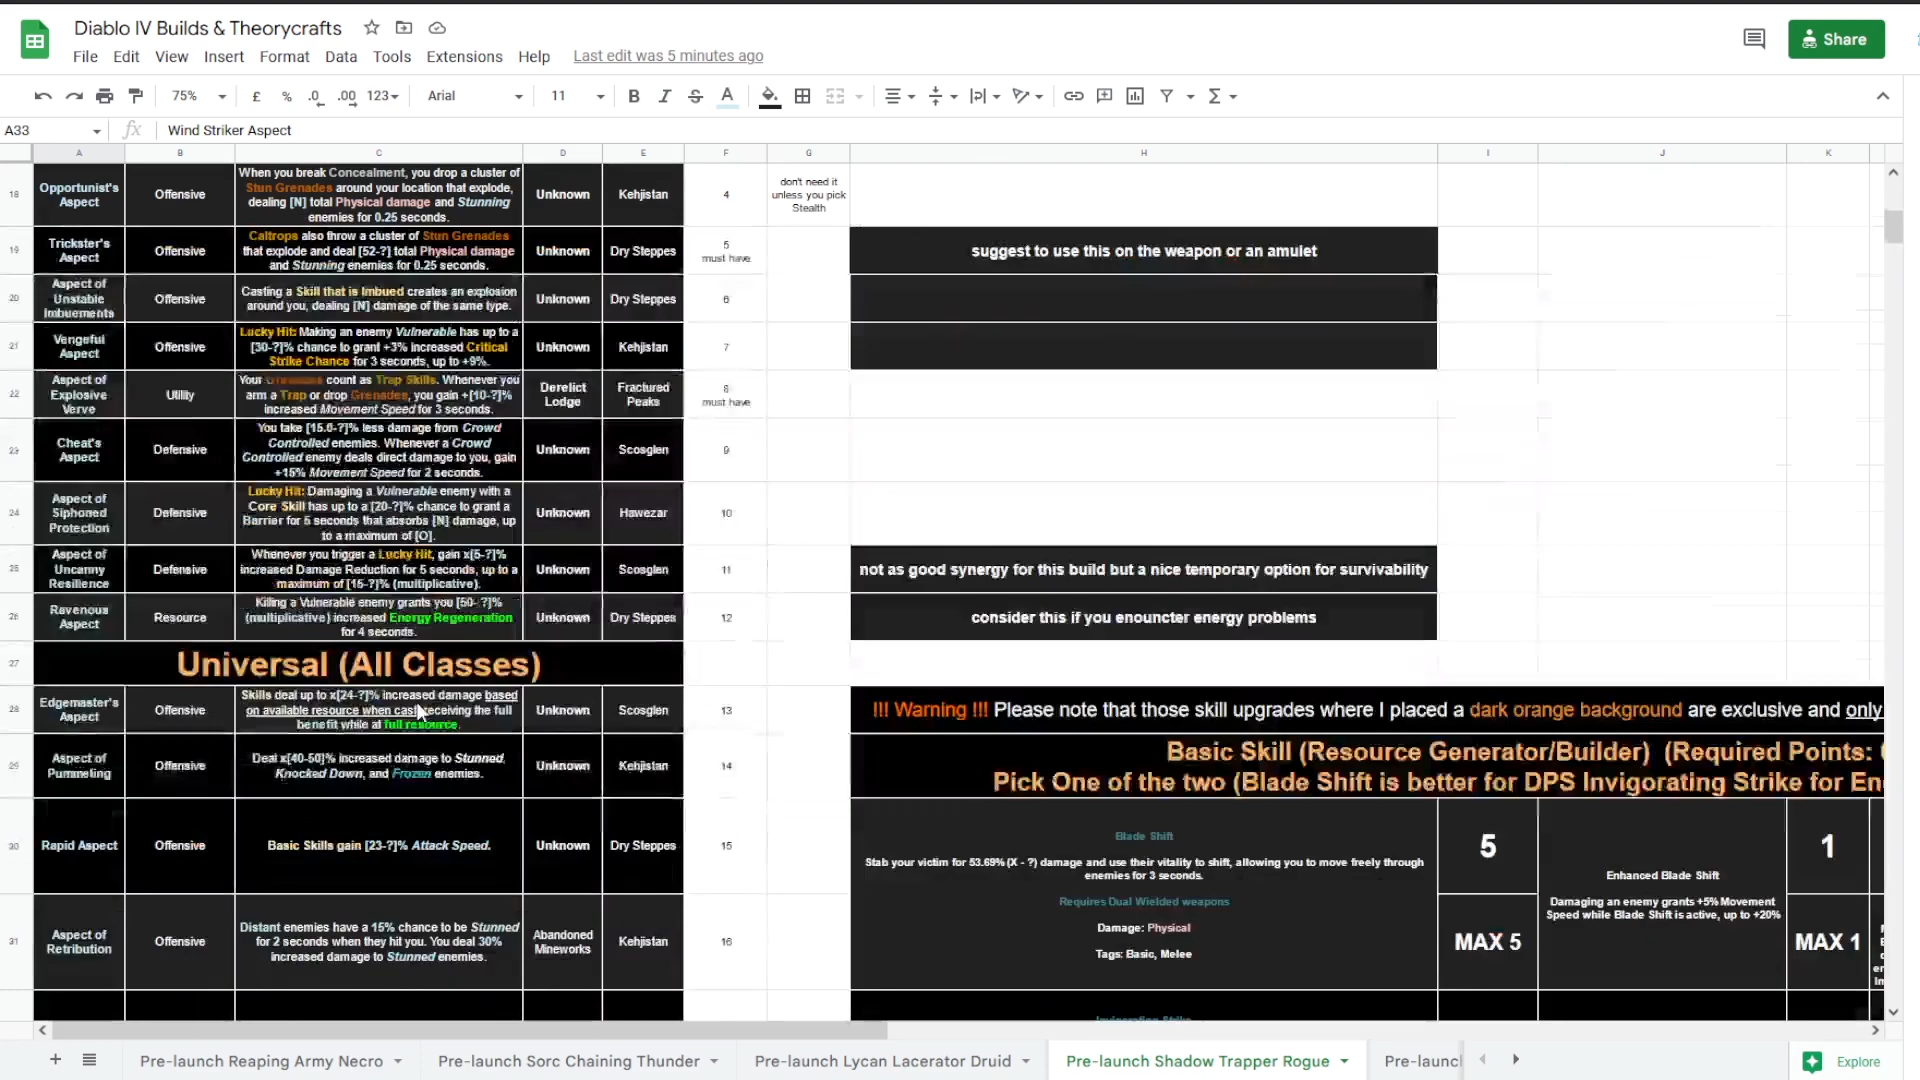 Diablo IV Builds & Theorycrafts
Share
File Edit View Insert Format Data Tools Extensions Help Last edit was 5 minutes ago
75% £ % .0 .00 123 Arial 11 B I S A
A33 fx Wind Striker Aspect
A B C D E F G H I J K
18
Opportunist's
Aspect
Offensive
When you break Concealment, you drop a cluster of
Stun Grenades around your location that explode,
dealing [N] total Physical damage and Stunning
enemies for 0.25 seconds.
Unknown
Kehjistan
4
don't need it
unless you pick
Stealth
19
Trickster's
Aspect
Offensive
Caltrops also throw a cluster of Stun Grenades
that explode and deal [52-?] total Physical damage
and Stunning enemies for 0.25 seconds.
Unknown
Dry Steppes
5
must have
suggest to use this on the weapon or an amulet
20
Aspect of
Unstable
Imbuements
Offensive
Casting a Skill that is Imbued creates an explosion
around you, dealing [N] damage of the same type.
Unknown
Dry Steppes
6
21
Vengeful
Aspect
Offensive
Lucky Hit: Making an enemy Vulnerable has up to a
[30-?]% chance to grant +3% increased Critical
Strike Chance for 3 seconds, up to +9%.
Unknown
Kehjistan
7
22
Aspect of
Explosive
Verve
Utility
Your Grenades count as Trap Skills. Whenever you
arm a Trap or drop Grenades, you gain +[10-?]%
increased Movement Speed for 3 seconds.
Derelict
Lodge
Fractured
Peaks
8
must have
23
Cheat's
Aspect
Defensive
You take [15.0-?]% less damage from Crowd
Controlled enemies. Whenever a Crowd
Controlled enemy deals direct damage to you, gain
+15% Movement Speed for 2 seconds.
Unknown
Scosglen
9
24
Aspect of
Siphoned
Protection
Defensive
Lucky Hit: Damaging a Vulnerable enemy with a
Core Skill has up to a [20-?]% chance to grant a
Barrier for 5 seconds that absorbs [N] damage, up
to a maximum of [O].
Unknown
Hawezar
10
25
Aspect of
Uncanny
Resilience
Defensive
Whenever you trigger a Lucky Hit, gain x[5-?]%
increased Damage Reduction for 5 seconds, up to a
maximum of [15-?]% (multiplicative).
Unknown
Scosglen
11
not as good synergy for this build but a nice temporary option for survivability
26
Ravenous
Aspect
Resource
Killing a Vulnerable enemy grants you [50- ?]%
(multiplicative) increased Energy Regeneration
for 4 seconds.
Unknown
Dry Steppes
12
consider this if you enouncter energy problems
27
Universal (All Classes)
28
Edgemaster's
Aspect
Offensive
Skills deal up to x[24-?]% increased damage based
on available resource when cast receiving the full
benefit while at full resource.
Unknown
Scosglen
13
!!! Warning !!! Please note that those skill upgrades where I placed a dark orange background are exclusive and only
29
Aspect of
Pummeling
Offensive
Deal x[40-50]% increased damage to Stunned,
Knocked Down, and Frozen enemies.
Unknown
Kehjistan
14
Basic Skill (Resource Generator/Builder) (Required Points:
Pick One of the two (Blade Shift is better for DPS Invigorating Strike for En
30
Rapid Aspect
Offensive
Basic Skills gain [23-?]% Attack Speed.
Unknown
Dry Steppes
15
Blade Shift
Stab your victim for 53.69% (X - ?) damage and use their vitality to shift, allowing you to move freely through
enemies for 3 seconds.
Requires Dual Wielded weapons
Damage: Physical
Tags: Basic, Melee
5
MAX 5
Enhanced Blade Shift
Damaging an enemy grants +5% Movement
Speed while Blade Shift is active, up to +20%
1
MAX 1
31
Aspect of
Retribution
Offensive
Distant enemies have a 15% chance to be Stunned
for 2 seconds when they hit you. You deal 30%
increased damage to Stunned enemies.
Abandoned
Mineworks
Kehjistan
16
Invigorating Strike
Pre-launch Reaping Army Necro
Pre-launch Sorc Chaining Thunder
Pre-launch Lycan Lacerator Druid
Pre-launch Shadow Trapper Rogue
Pre-launc
Explore